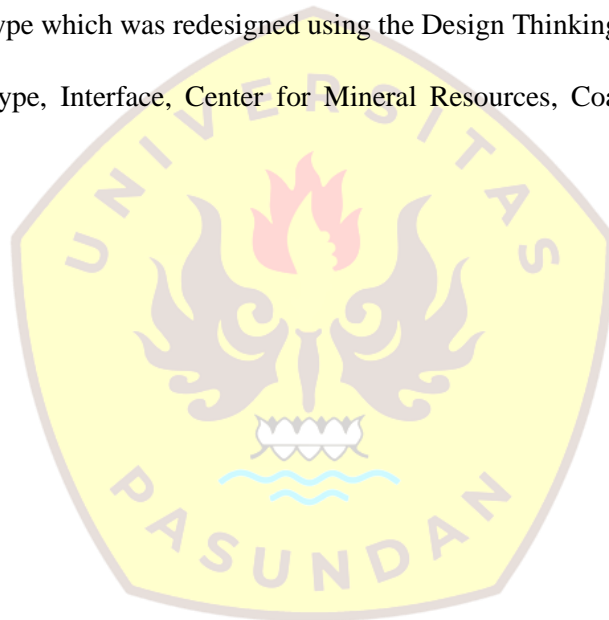 ype which was redesigned using the Design Thinking
ype, Interface, Center for Mineral Resources, Coa
UNIVERSITAS
PASUNDAN